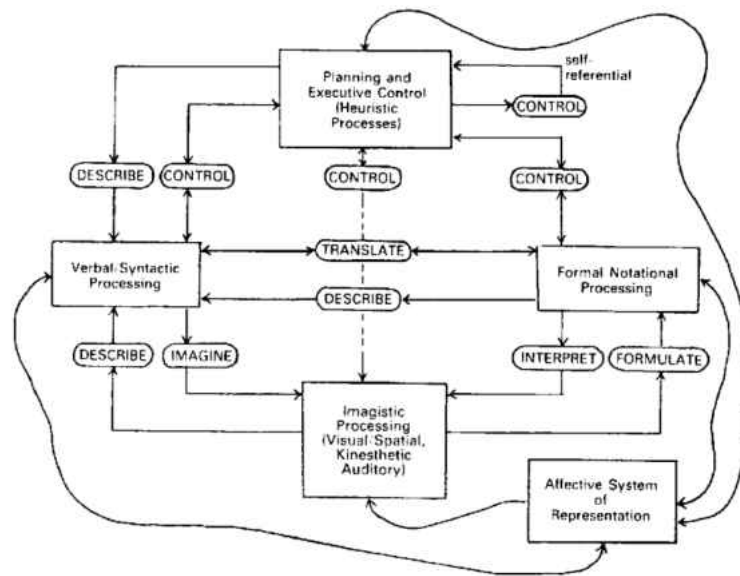 Planning and
Executive Control
(Heuristic
Processes)
self-
referential
CONTROL
DESCRIBE
CONTROL
CONTROL
CONTROL
TRANSLATE
Verbal-Syntactic
Processing
Formal Notational
Processing
DESCRIBE
DESCRIBE
IMAGINE
INTERPRET
FORMULATE
Imagistic
Processing
(Visual-Spatial,
Kinesthetic
Auditory)
Affective System
of
Representation